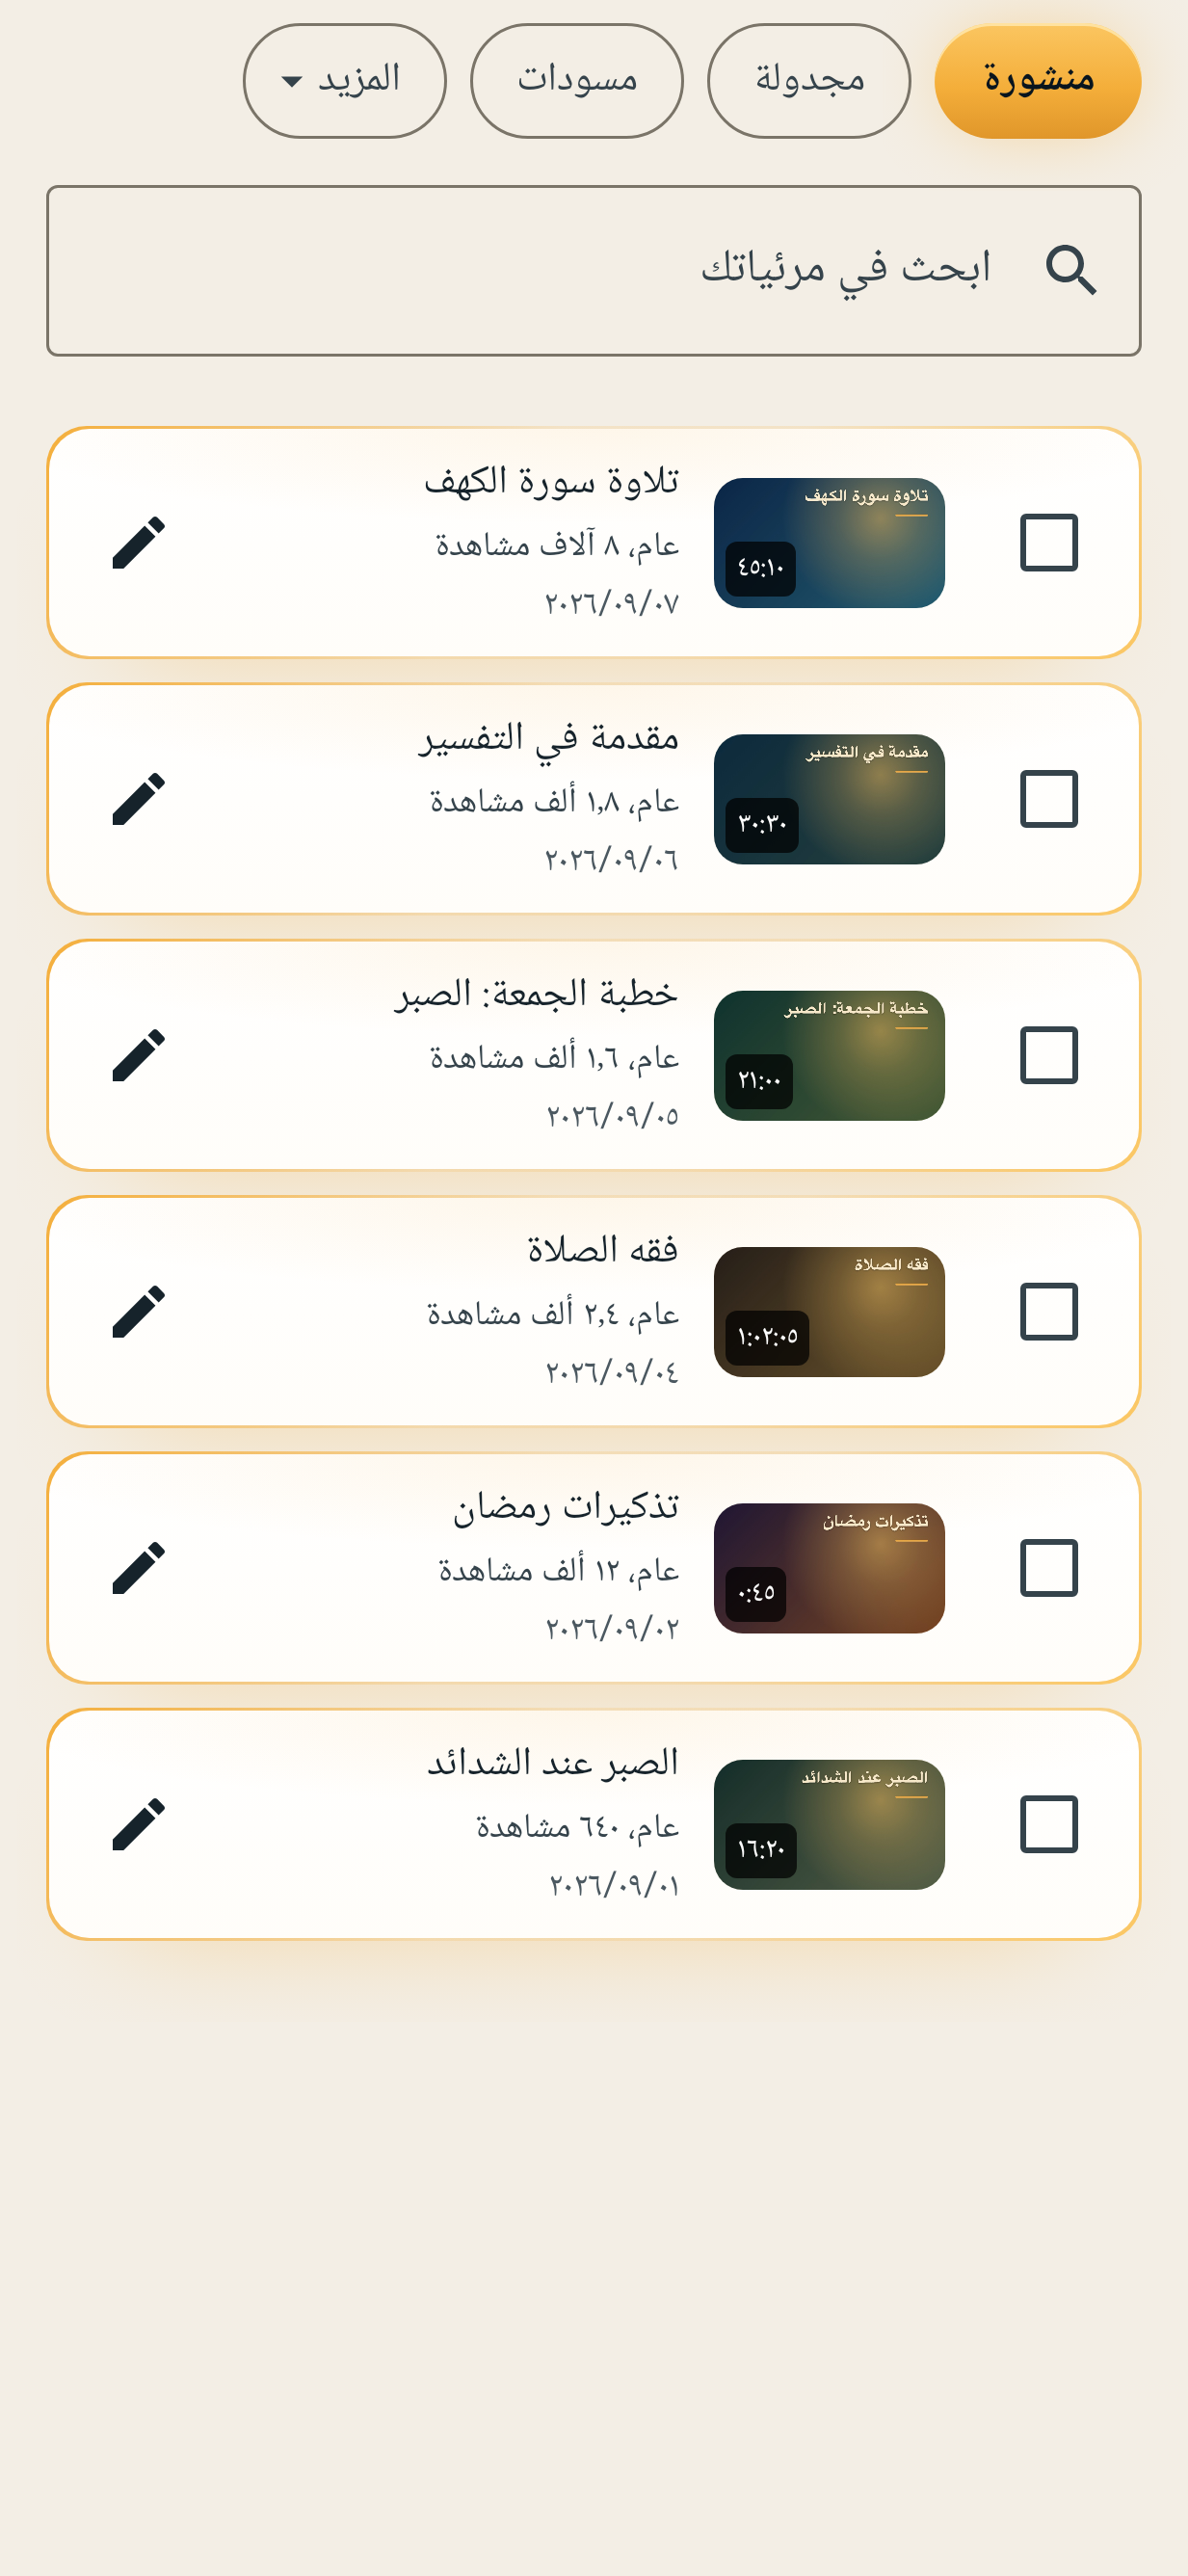 منشورة
مجدولة
مسودات
المزيد
ابحث في مرئياتك
تلاوة سورة الكهف
٤٥:١٠
تلاوة سورة الكهف
عام، ٨ آلاف مشاهدة
٢٠٢٦/٠٩/٠٧
مقدمة في التفسير
٣٠:٣٠
مقدمة في التفسير
عام، ١,٨ ألف مشاهدة
٢٠٢٦/٠٩/٠٦
خطبة الجمعة: الصبر
٢١:٠٠
خطبة الجمعة: الصبر
عام، ١,٦ ألف مشاهدة
٢٠٢٦/٠٩/٠٥
فقه الصلاة
١:٠٢:٠٥
فقه الصلاة
عام، ٢,٤ ألف مشاهدة
٢٠٢٦/٠٩/٠٤
تذكيرات رمضان
٠:٤٥
تذكيرات رمضان
عام، ١٢ ألف مشاهدة
٢٠٢٦/٠٩/٠٢
الصبر عند الشدائد
١٦:٢٠
الصبر عند الشدائد
عام، ٦٤٠ مشاهدة
٢٠٢٦/٠٩/٠١